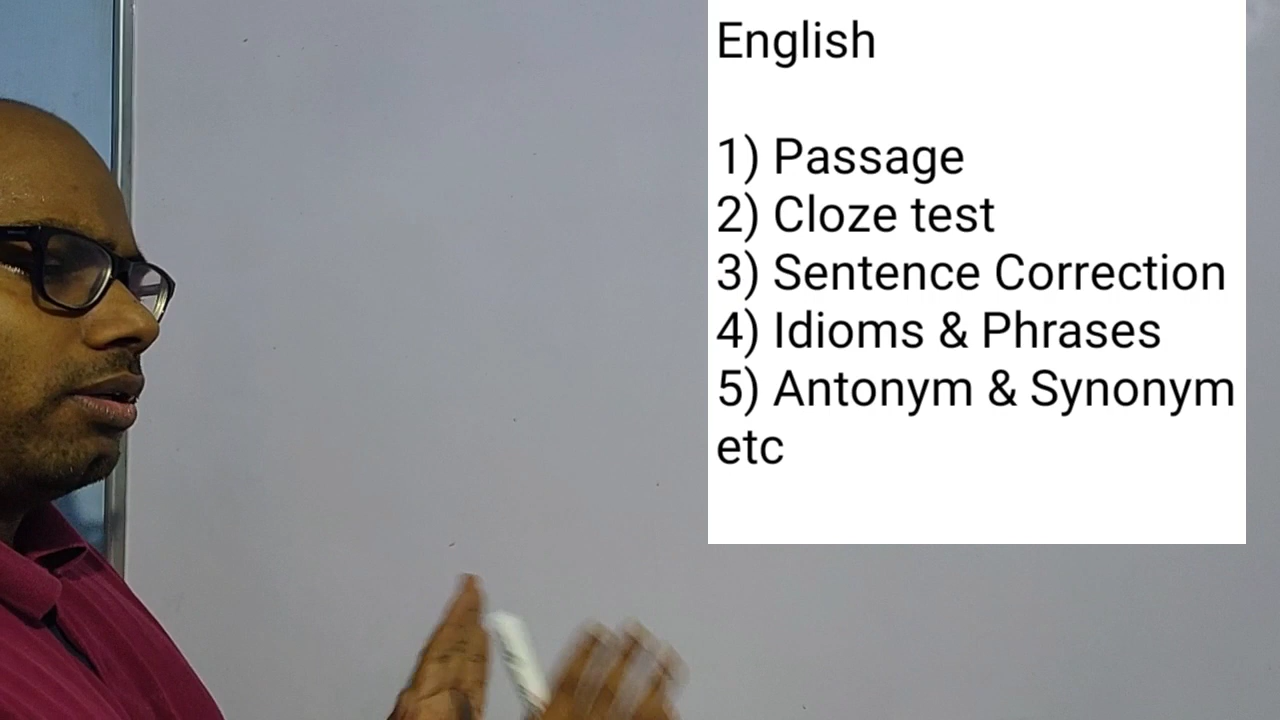 English
1) Passage
2) Cloze test
3) Sentence Correction
4) Idioms & Phrases
5) Antonym & Synonym
etc